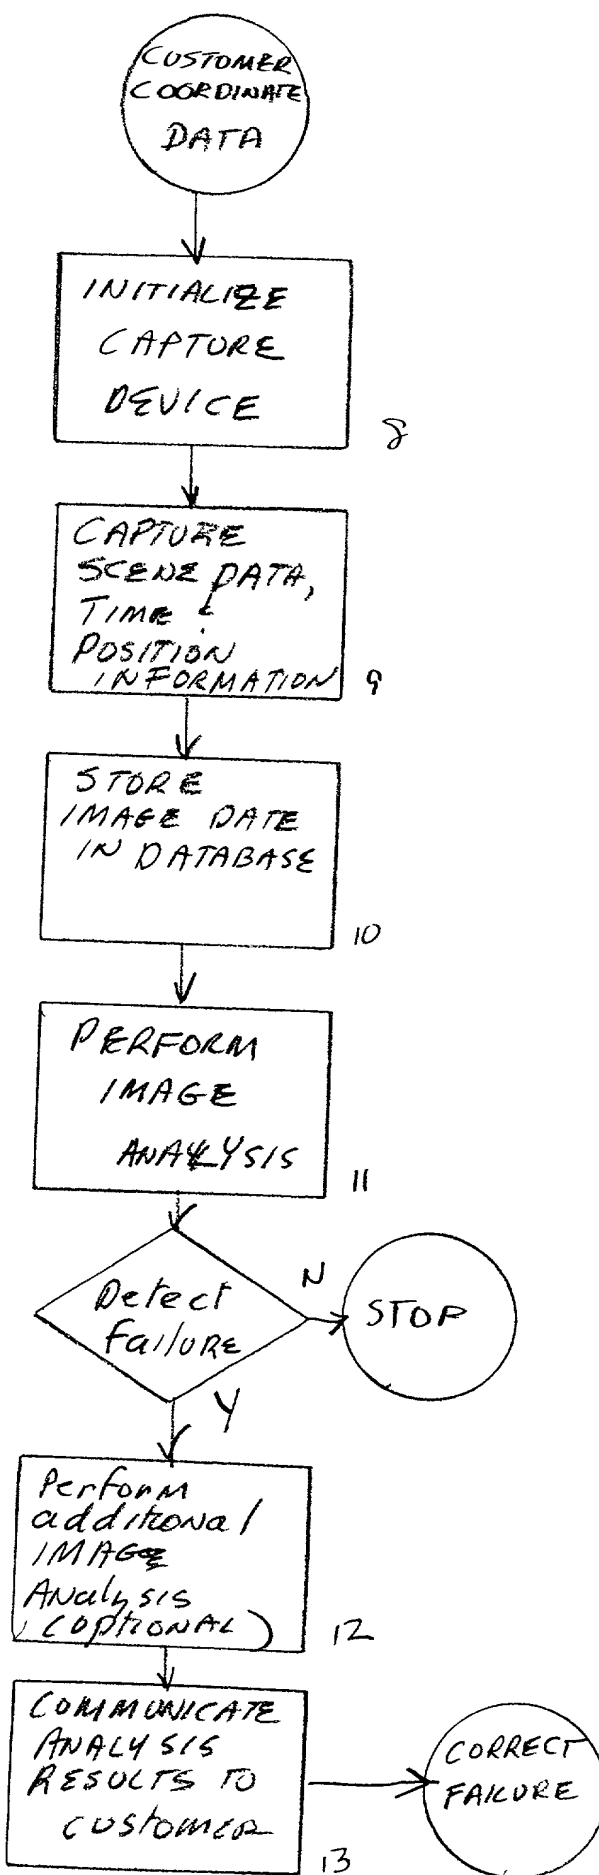 CUSTOMER
COORDINATE
DATA
INITIALIZE
CAPTURE
DEVICE
8
CAPTURE
SCENE DATA,
TIME &
POSITION
INFORMATION
9
STORE
IMAGE DATE
IN DATABASE
10
PERFORM
IMAGE
ANALYSIS
11
Detect
FAILURE
N
STOP
Y
Perform
additional
IMAGE
Analysis
(OPTIONAL)
12
COMMUNICATE
ANALYSIS
RESULTS TO
CUSTOMER
13
CORRECT
FAILURE